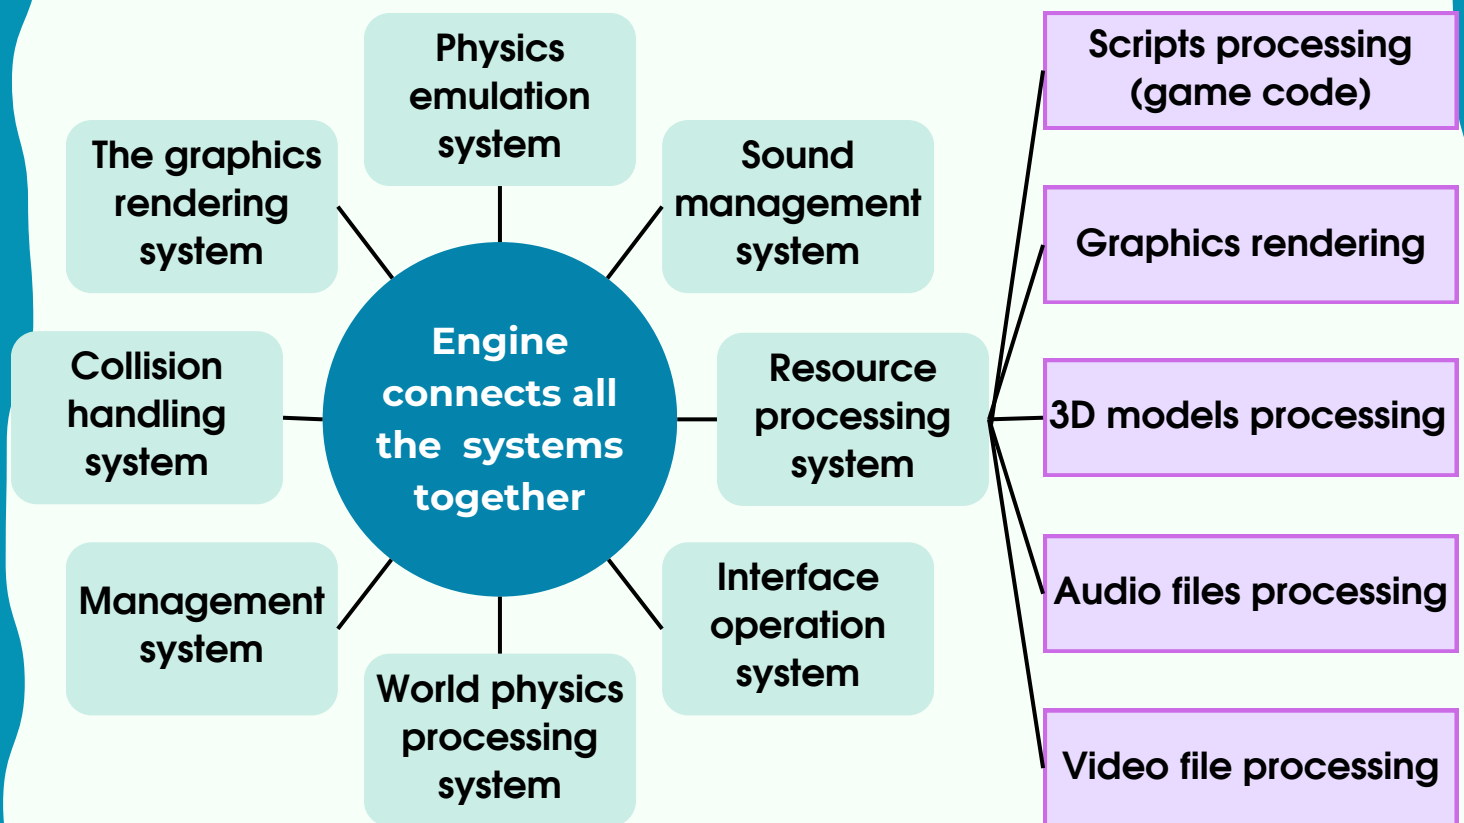 Physics
emulation
system
The graphics
rendering
system
Sound
management
system
Collision
handling
system
Engine
connects all
the systems
together
Resource
processing
system
Management
system
World physics
processing
system
Interface
operation
system
Scripts processing
(game code)
Graphics rendering
3D models processing
Audio files processing
Video file processing